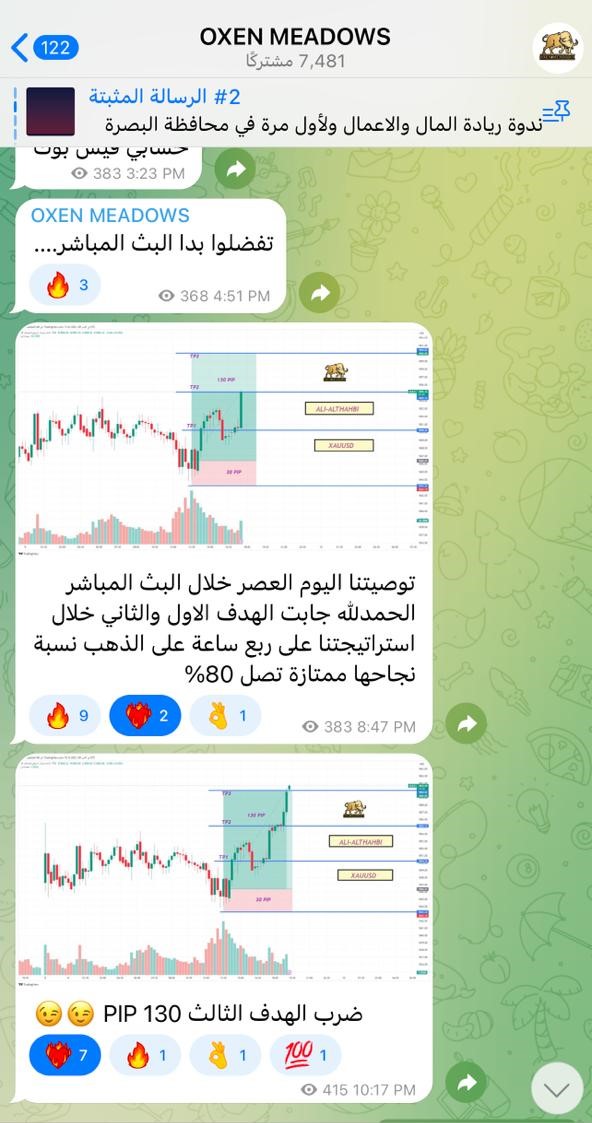 122
OXEN MEADOWS
7,481 مشتركًا
#2 الرسالة المثبتة
ندوة ريادة المال والاعمال ولأول مرة في محافظة البصرة
حسابي فيس بوت
383 3:23 PM
OXEN MEADOWS
تفضلوا بدا البث المباشر....
🔥 3
368 4:51 PM
TP3
130 PIP
TP2
ALI-ALTHAHBI
TP1
XAUUSD
30 PIP
توصيتنا اليوم العصر خلال البث المباشر
الحمدلله جابت الهدف الاول والثاني خلال
استراتيجتنا على ربع ساعة على الذهب نسبة
نجاحها ممتازة تصل 80%
🔥 9 ❤️‍🔥 2 👌 1
383 8:47 PM
TP3
130 PIP
TP2
ALI-ALTHAHBI
TP1
XAUUSD
30 PIP
ضرب الهدف الثالث 130 PIP 😉😉
❤️‍🔥 7 🔥 1 👌 1 💯 1
415 10:17 PM